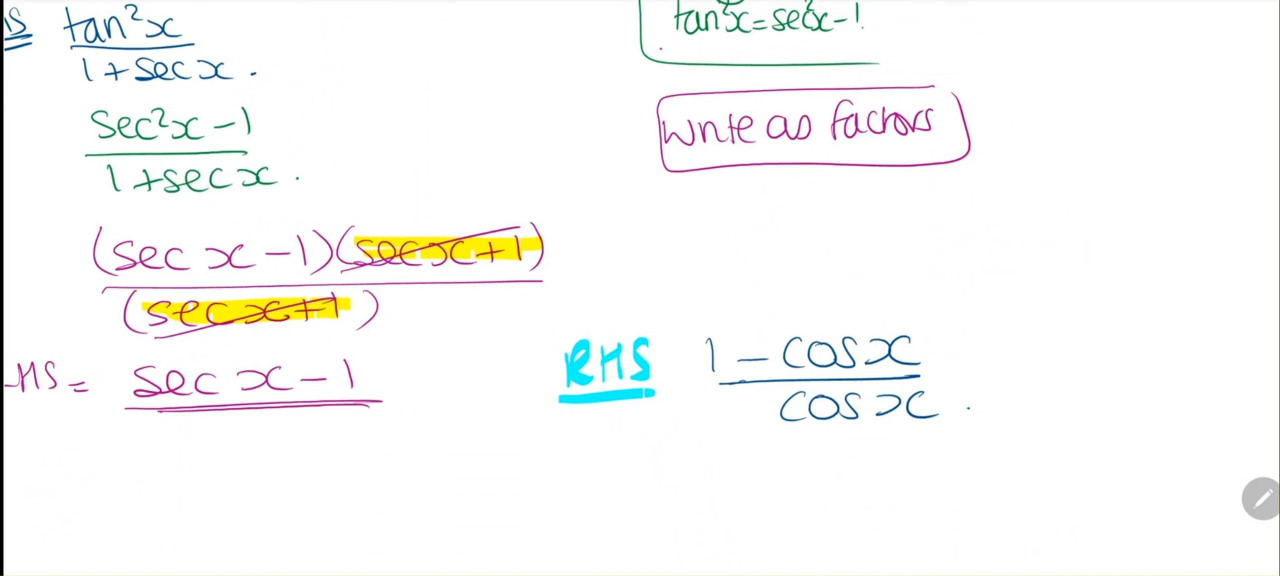 tan²x
1 + sec x .
tan²x = sec²x - 1
sec²x - 1
1 + sec x .
Write as factors
(sec x - 1)(sec x + 1)
(sec x + 1)
HS = sec x - 1
RHS
1 - cos x
cos x .